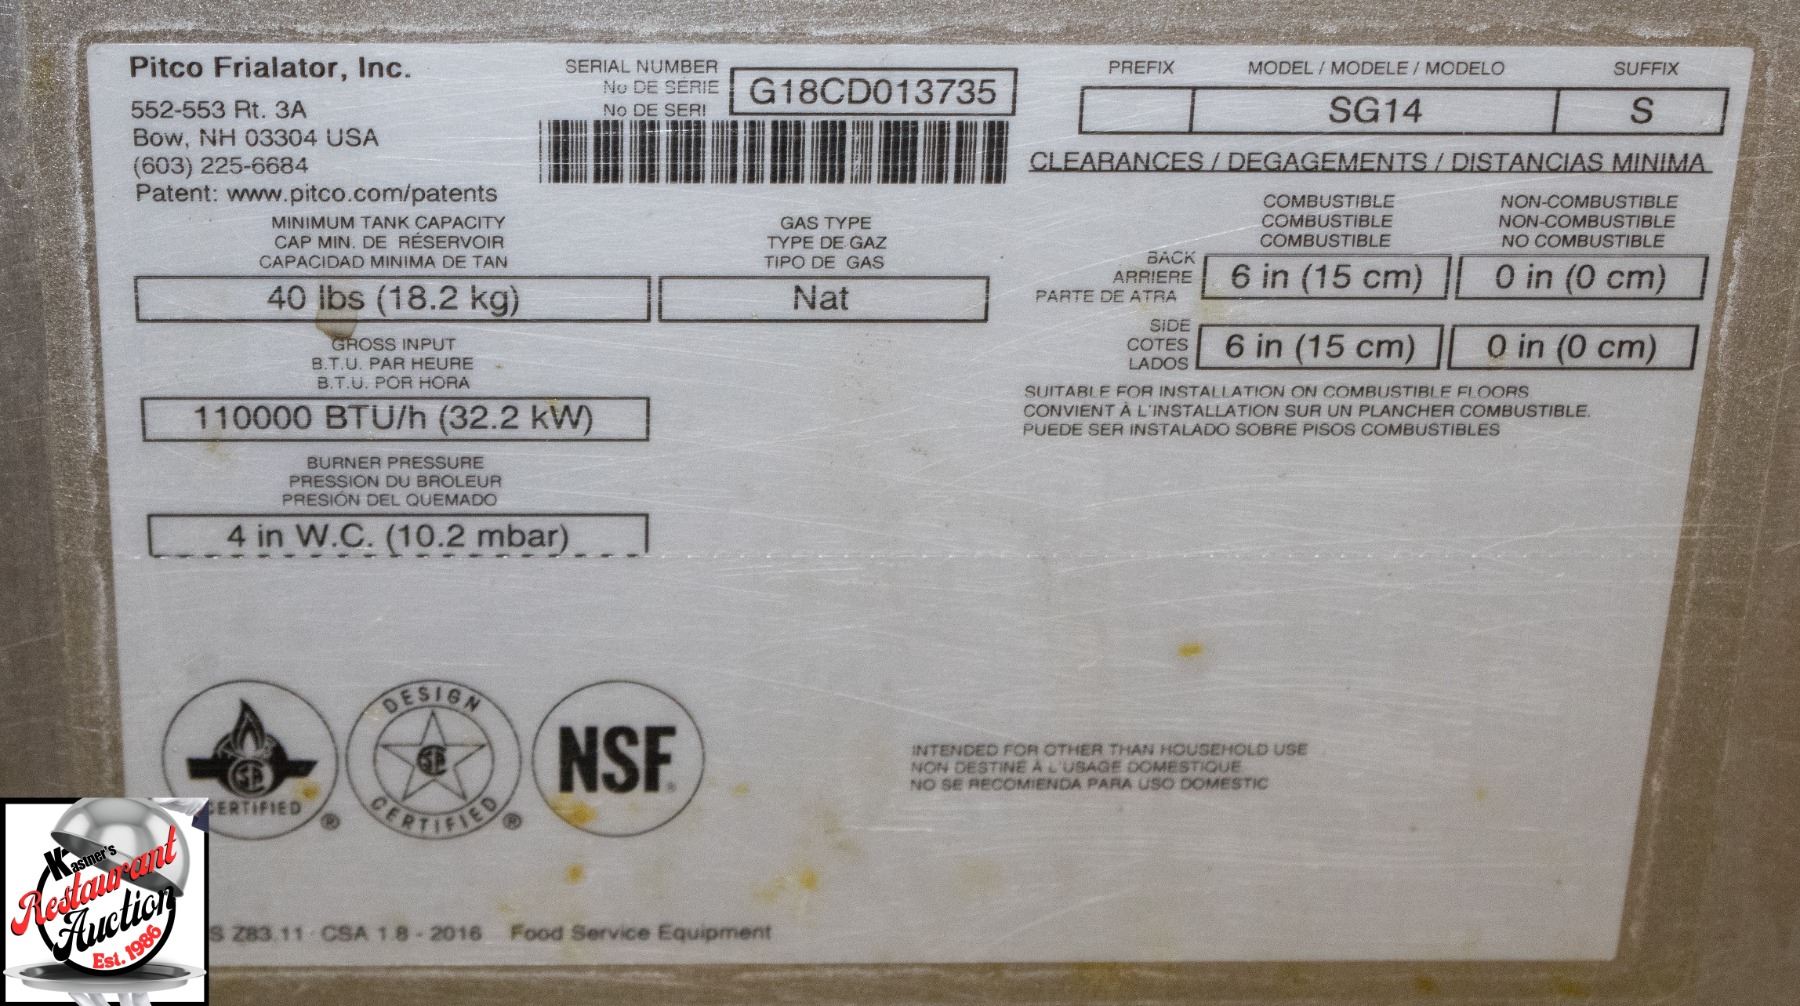 Pitco Frialator, Inc.
552-553 Rt. 3A
Bow, NH 03304 USA
(603) 225-6684
Patent: www.pitco.com/patents
SERIAL NUMBER
No DE SÉRIE
No DE SERI
G18CD013735
PREFIX
MODEL / MODELE / MODELO
SUFFIX
SG14
S
CLEARANCES / DEGAGEMENTS / DISTANCIAS MINIMA
MINIMUM TANK CAPACITY
CAP MIN. DE RÉSERVOIR
CAPACIDAD MINIMA DE TAN
40 lbs (18.2 kg)
GAS TYPE
TYPE DE GAZ
TIPO DE GAS
Nat
GROSS INPUT
B.T.U. PAR HEURE
B.T.U. POR HORA
110000 BTU/h (32.2 kW)
BURNER PRESSURE
PRESSION DU BROLEUR
PRESIÓN DEL QUEMADO
4 in W.C. (10.2 mbar)
COMBUSTIBLE
COMBUSTIBLE
COMBUSTIBLE
NON-COMBUSTIBLE
NON-COMBUSTIBLE
NO COMBUSTIBLE
BACK
ARRIERE
PARTE DE ATRA
6 in (15 cm)
0 in (0 cm)
SIDE
COTES
LADOS
6 in (15 cm)
0 in (0 cm)
SUITABLE FOR INSTALLATION ON COMBUSTIBLE FLOORS
CONVIENT À L'INSTALLATION SUR UN PLANCHER COMBUSTIBLE.
PUEDE SER INSTALADO SOBRE PISOS COMBUSTIBLES
CERTIFIED ®
DESIGN
CERTIFIED ®
NSF®
INTENDED FOR OTHER THAN HOUSEHOLD USE
NON DESTINÉ À L'USAGE DOMESTIQUE
NO SE RECOMIENDA PARA USO DOMESTIC
S Z83.11 · CSA 1.8 - 2016 Food Service Equipment
Kastner's
Restaurant
Auction
Est. 1986